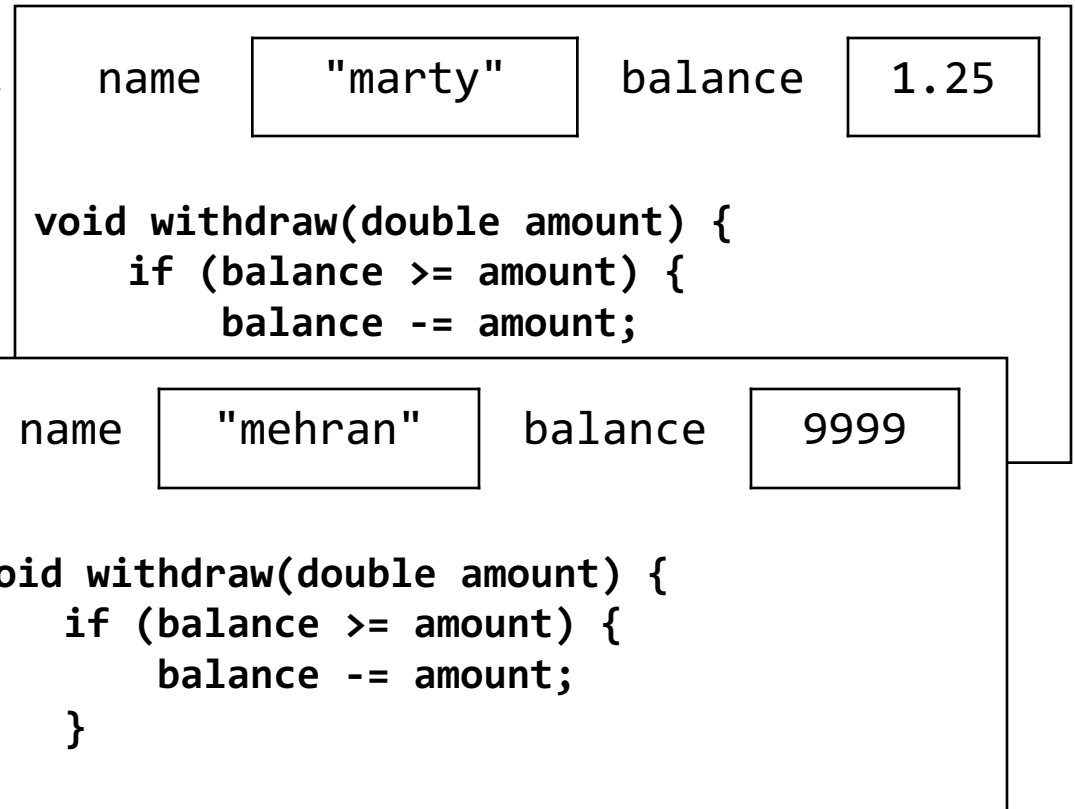 name "marty" balance 1.25
void withdraw(double amount) {
if (balance >= amount) {
balance -= amount;
name "mehran" balance 9999
oid withdraw(double amount) {
if (balance >= amount) {
balance -= amount;
}